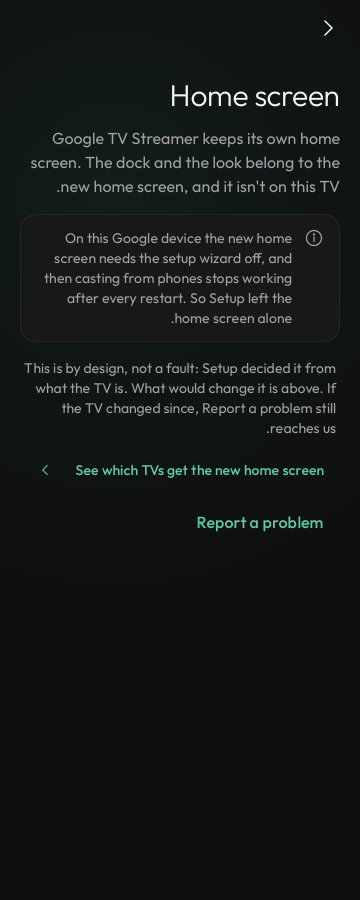 Home screen
Google TV Streamer keeps its own home
screen. The dock and the look belong to the
.new home screen, and it isn't on this TV
On this Google device the new home
screen needs the setup wizard off, and
then casting from phones stops working
after every restart. So Setup left the
.home screen alone
This is by design, not a fault: Setup decided it from
what the TV is. What would change it is above. If
the TV changed since, Report a problem still
.reaches us
See which TVs get the new home screen
Report a problem